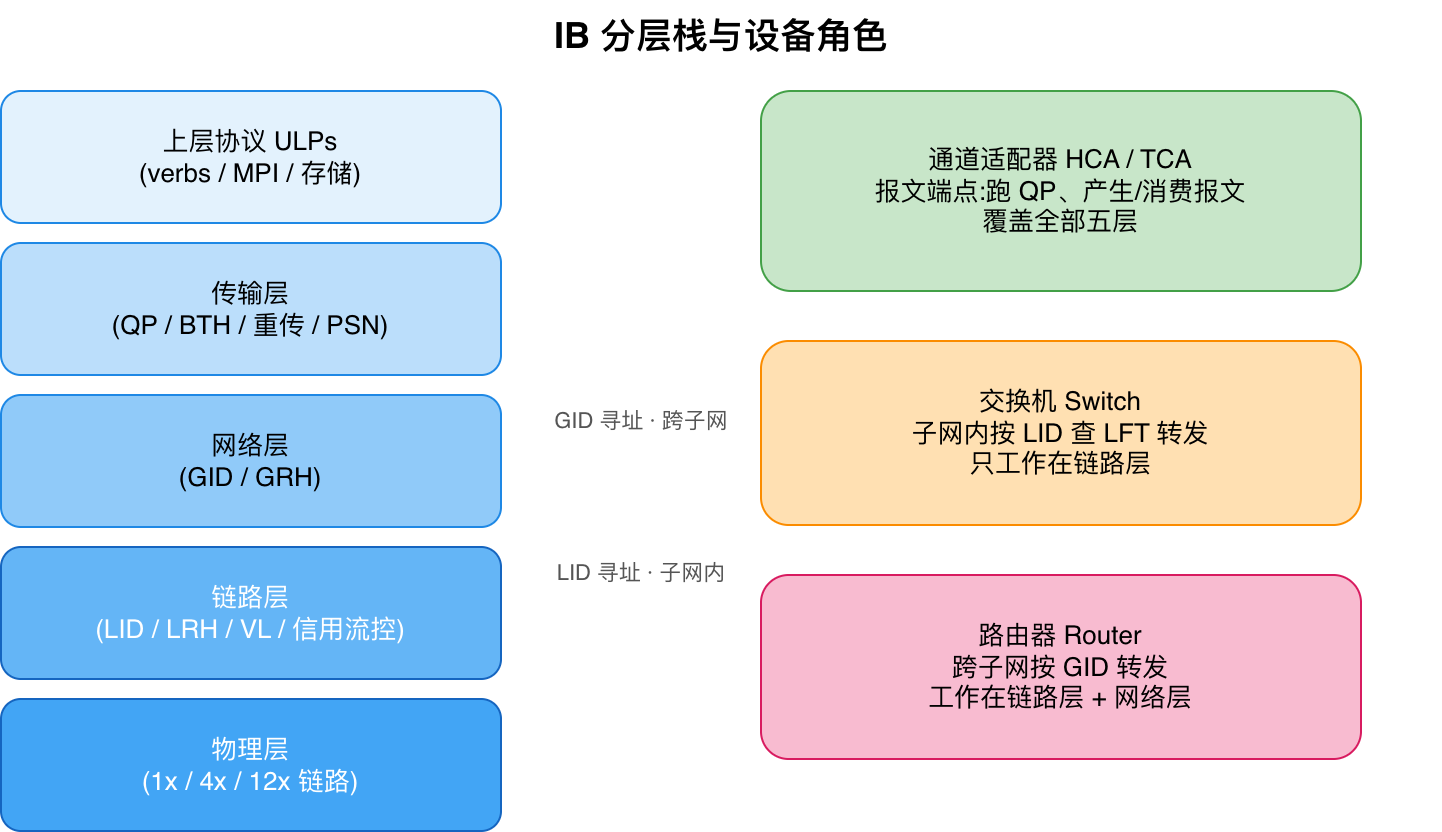 IB 分层栈与设备角色
上层协议 ULPs
(verbs / MPI / 存储)
传输层
(QP / BTH / 重传 / PSN)
网络层
(GID / GRH)
链路层
(LID / LRH / VL / 信用流控)
物理层
(1x / 4x / 12x 链路)
GID 寻址 · 跨子网
LID 寻址 · 子网内
通道适配器 HCA / TCA
报文端点:跑 QP、产生/消费报文
覆盖全部五层
交换机 Switch
子网内按 LID 查 LFT 转发
只工作在链路层
路由器 Router
跨子网按 GID 转发
工作在链路层 + 网络层